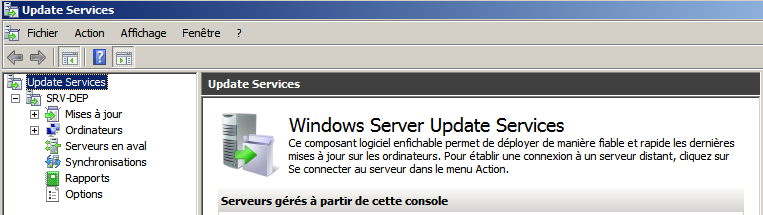 Update Services
Fichier Action Affichage Fenêtre ?
Update Services
SRV-DEP
Mises à jour
Ordinateurs
Serveurs en aval
Synchronisations
Rapports
Options
Update Services
Windows Server Update Services
Ce composant logiciel enfichable permet de déployer de manière fiable et rapide les dernières
mises à jour sur les ordinateurs. Pour établir une connexion à un serveur distant, cliquez sur
Se connecter au serveur dans le menu Action.
Serveurs gérés à partir de cette console